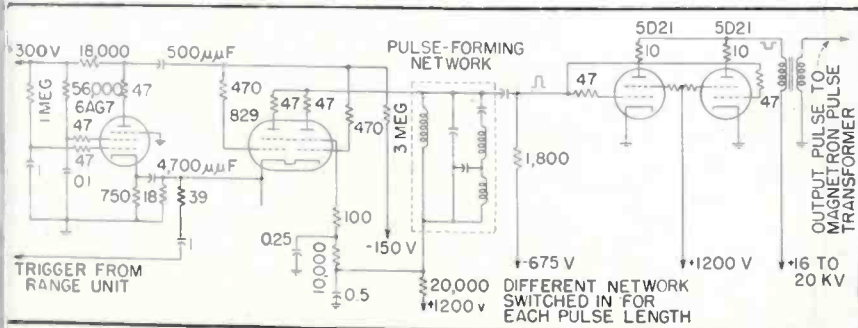 300 V
18,000
500μμF
1 MEG
56,000
47
6AG7
47
47
.01
750
18
4,700μμF
39
TRIGGER FROM
RANGE UNIT
470
829
47
47
470
3 MEG
100
0.25
10,000
0.5
-150 V
PULSE-FORMING
NETWORK
20,000
+1200 V
1,800
-675 V
DIFFERENT NETWORK
SWITCHED IN FOR
EACH PULSE LENGTH
47
5D21
5D21
10
10
47
+1200 V
+16 TO
20 KV
OUTPUT PULSE TO
MAGNETRON PULSE
TRANSFORMER